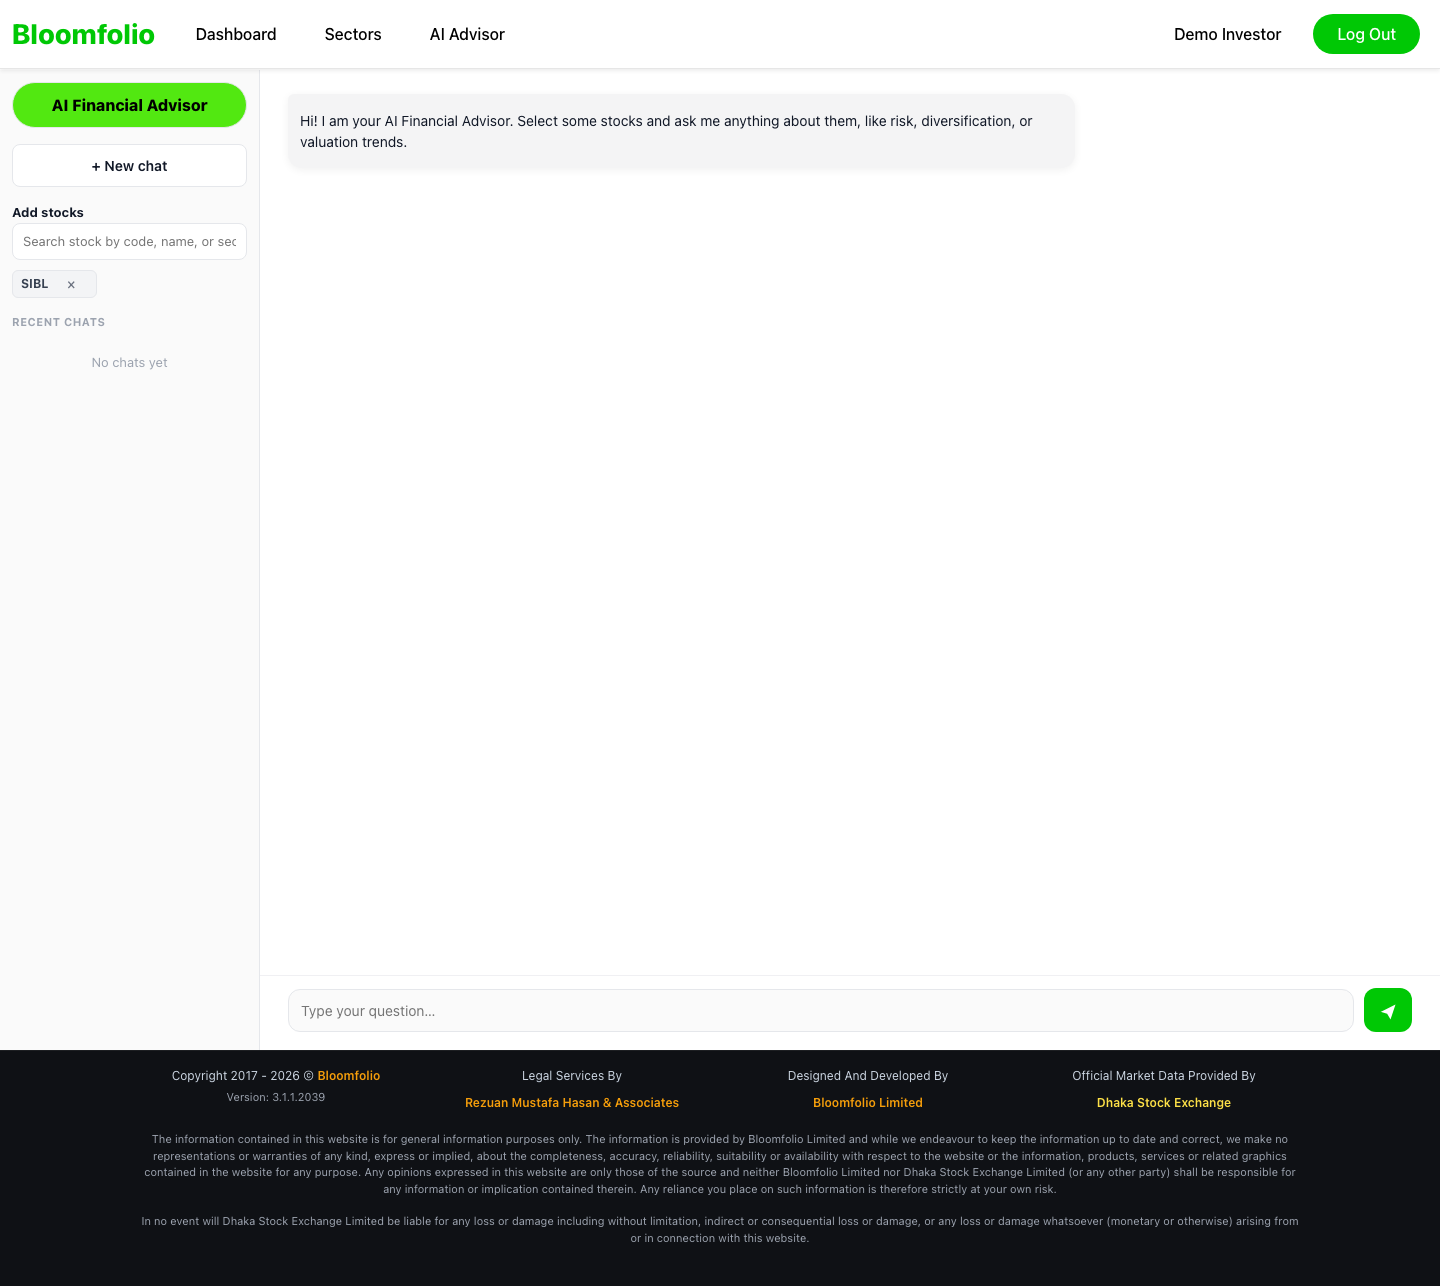 Bloomfolio
Dashboard
Sectors
AI Advisor
Demo Investor
Log Out
AI Financial Advisor
+ New chat
Add stocks
Search stock by code, name, or sec
SIBL ×
RECENT CHATS
No chats yet
Hi! I am your AI Financial Advisor. Select some stocks and ask me anything about them, like risk, diversification, or
valuation trends.
Type your question...
Copyright 2017 - 2026 © Bloomfolio
Version: 3.1.1.2039
Legal Services By
Rezuan Mustafa Hasan & Associates
Designed And Developed By
Bloomfolio Limited
Official Market Data Provided By
Dhaka Stock Exchange
The information contained in this website is for general information purposes only. The information is provided by Bloomfolio Limited and while we endeavour to keep the information up to date and correct, we make no
representations or warranties of any kind, express or implied, about the completeness, accuracy, reliability, suitability or availability with respect to the website or the information, products, services or related graphics
contained in the website for any purpose. Any opinions expressed in this website are only those of the source and neither Bloomfolio Limited nor Dhaka Stock Exchange Limited (or any other party) shall be responsible for
any information or implication contained therein. Any reliance you place on such information is therefore strictly at your own risk.
In no event will Dhaka Stock Exchange Limited be liable for any loss or damage including without limitation, indirect or consequential loss or damage, or any loss or damage whatsoever (monetary or otherwise) arising from
or in connection with this website.